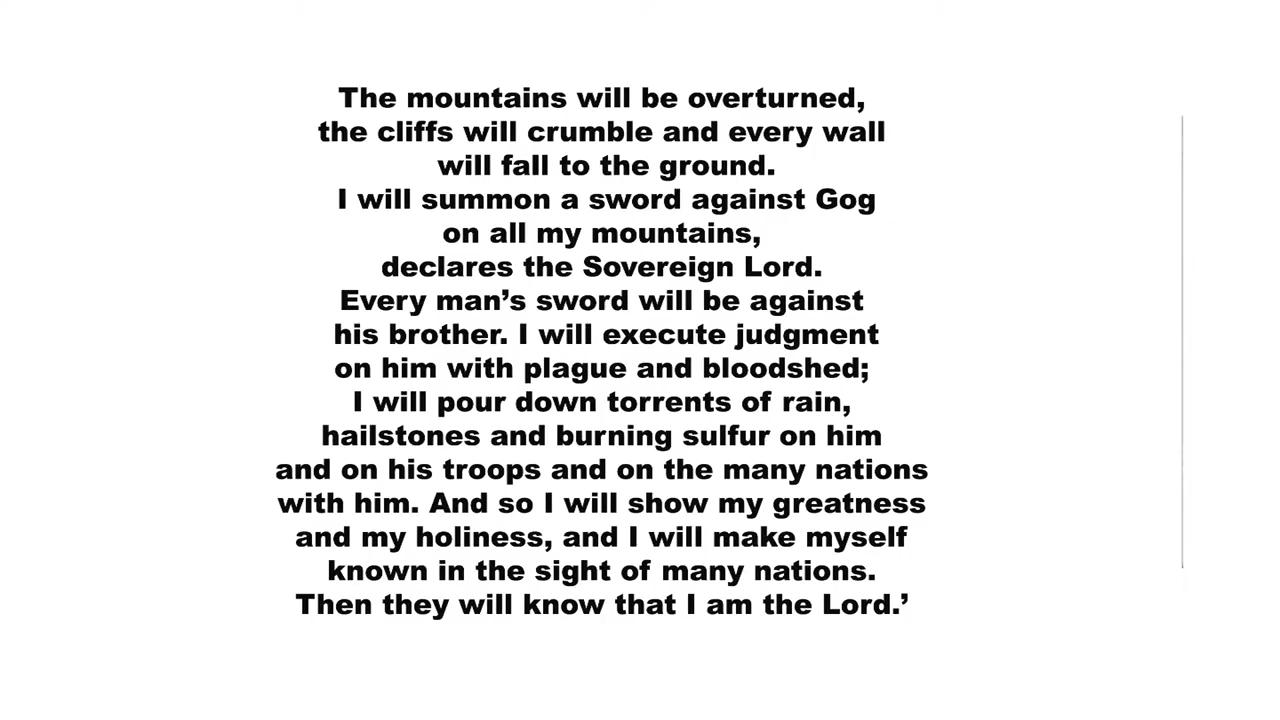 The mountains will be overturned,
the cliffs will crumble and every wall
will fall to the ground.
I will summon a sword against Gog
on all my mountains,
declares the Sovereign Lord.
Every man’s sword will be against
his brother. I will execute judgment
on him with plague and bloodshed;
I will pour down torrents of rain,
hailstones and burning sulfur on him
and on his troops and on the many nations
with him. And so I will show my greatness
and my holiness, and I will make myself
known in the sight of many nations.
Then they will know that I am the Lord.’